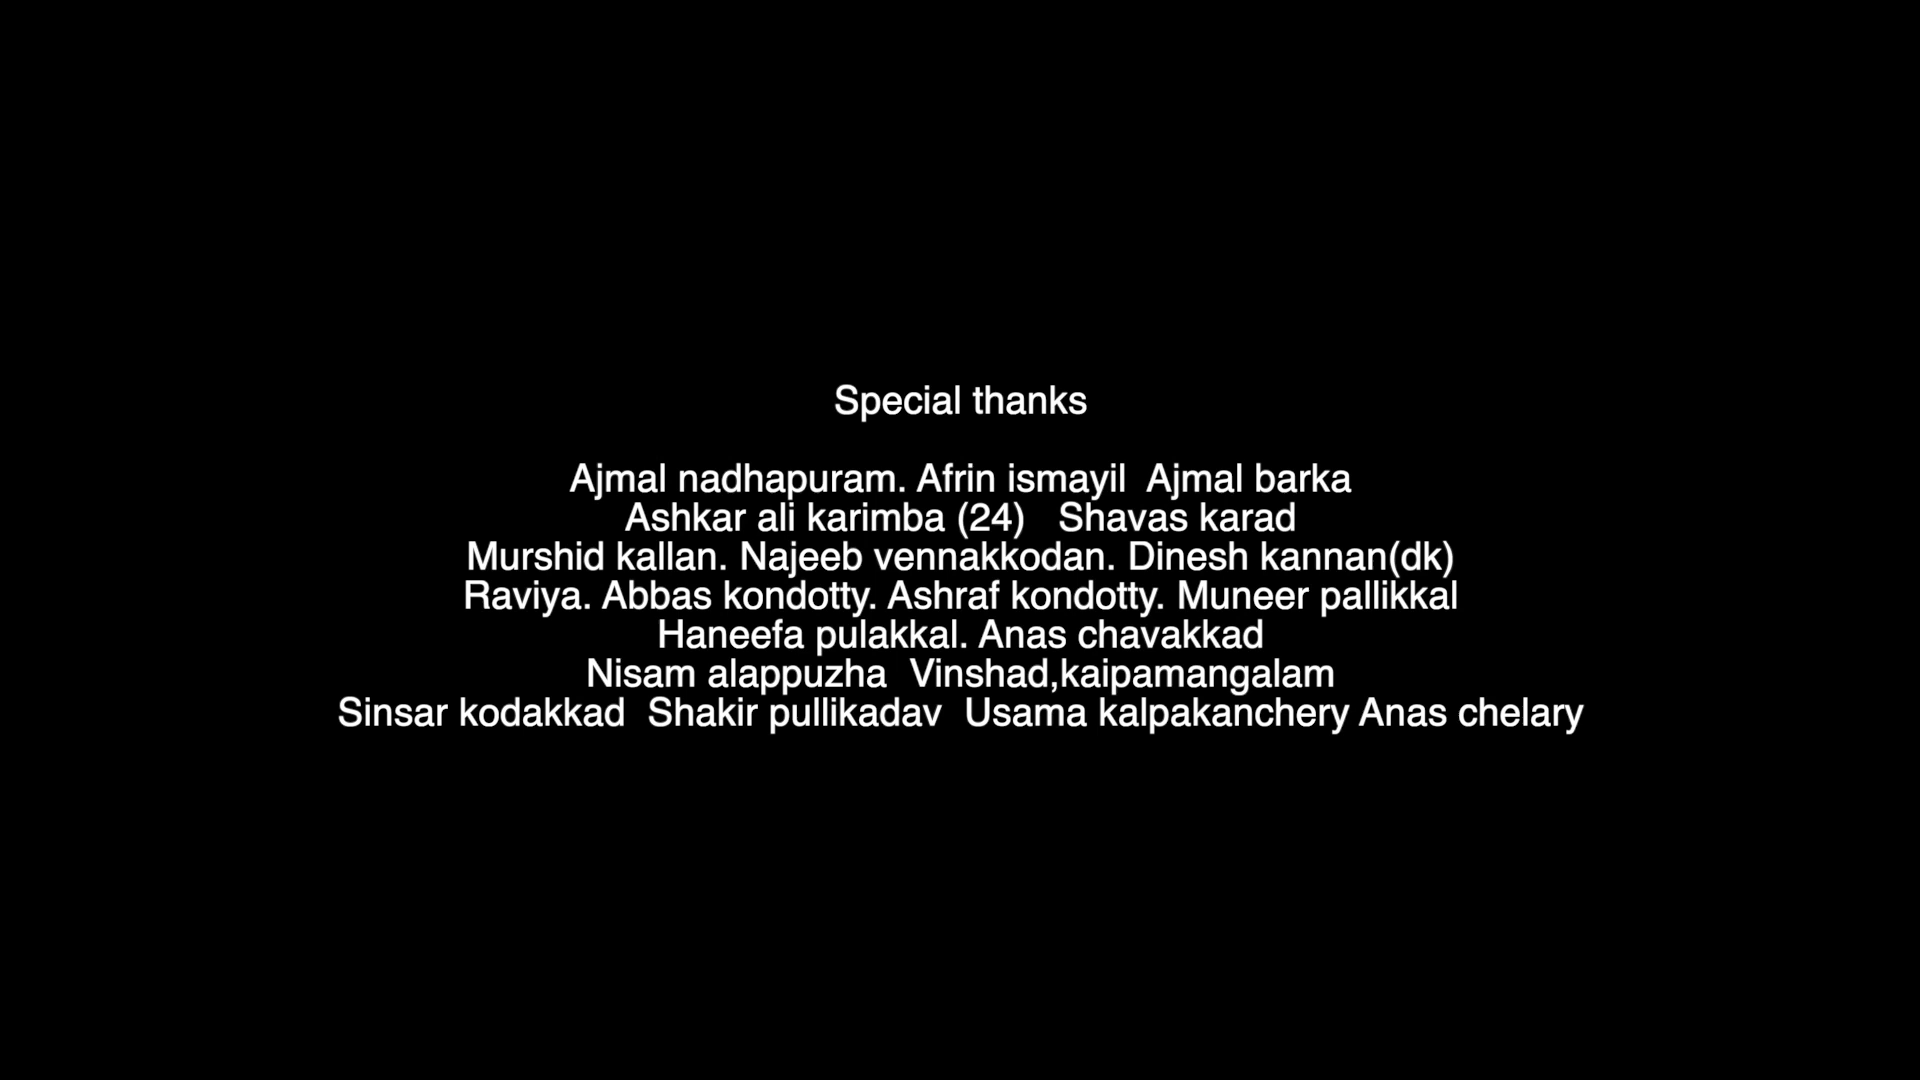 Special thanks
Ajmal nadhapuram. Afrin ismayil  Ajmal barka
Ashkar ali karimba (24)   Shavas karad
Murshid kallan. Najeeb vennakkodan. Dinesh kannan(dk)
Raviya. Abbas kondotty. Ashraf kondotty. Muneer pallikkal
Haneefa pulakkal. Anas chavakkad
Nisam alappuzha  Vinshad,kaipamangalam
Sinsar kodakkad  Shakir pullikadav  Usama kalpakanchery Anas chelary